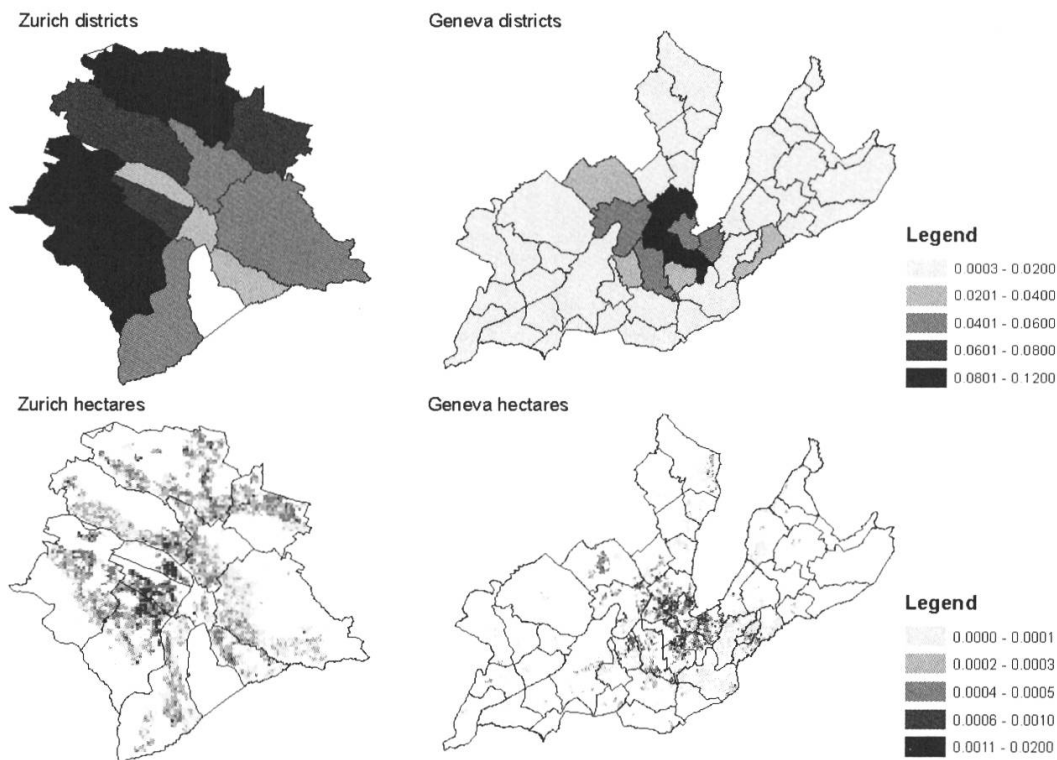 Zurich districts
Geneva districts
Legend
0.0003 - 0.0200
0.0201 - 0.0400
0.0401 - 0.0600
0.0601 - 0.0800
0.0801 - 0.1200
Zurich hectares
Geneva hectares
Legend
0.0000 - 0.0001
0.0002 - 0.0003
0.0004 - 0.0005
0.0006 - 0.0010
0.0011 - 0.0200